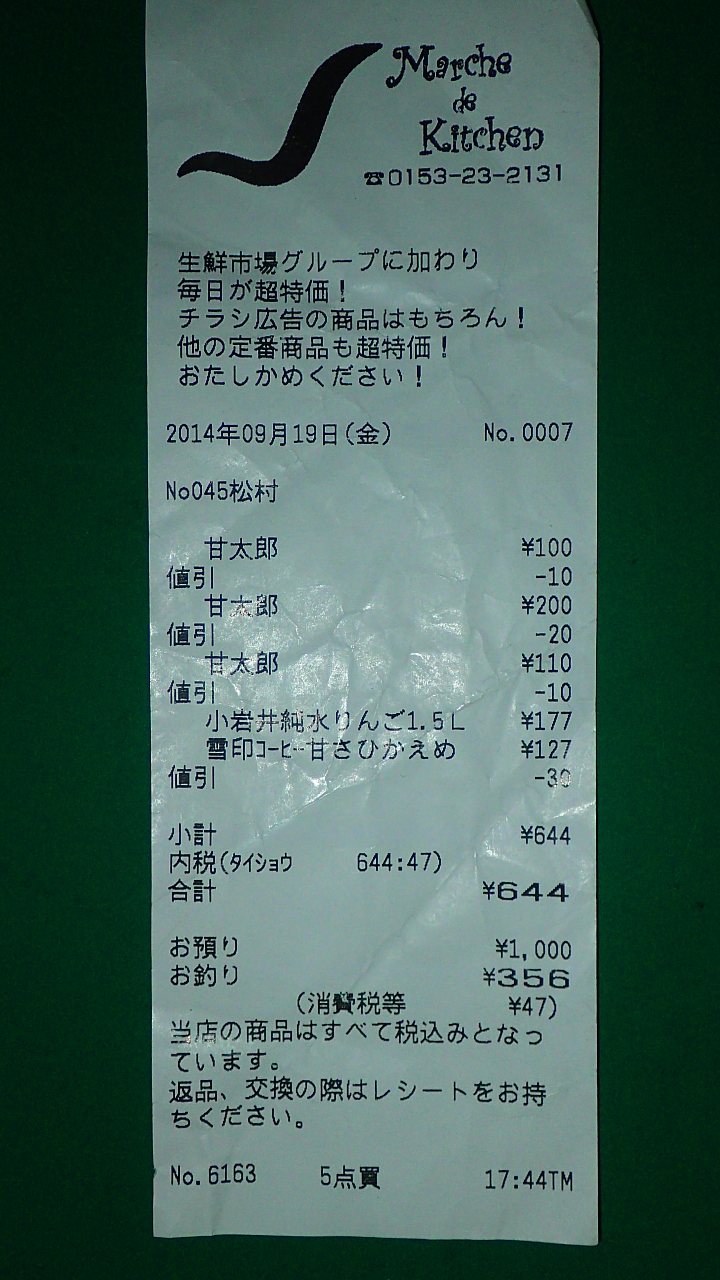 Marche
de
Kitchen
☎0153-23-2131
生鮮市場グループに加わり
毎日が超特価！
チラシ広告の商品はもちろん！
他の定番商品も超特価！
おたしかめください！
2014年09月19日(金) No.0007
No045松村
甘太郎 ¥100
値引 -10
甘太郎 ¥200
値引 -20
甘太郎 ¥110
値引 -10
小岩井純水りんご1.5L ¥177
雪印ｺｰﾋｰ甘さひかえめ ¥127
値引 -30
小計 ¥644
内税(ﾀｲｼｮｳ 644:47)
合計 ¥644
お預り ¥1,000
お釣り ¥356
(消費税等 ¥47)
当店の商品はすべて税込みとなっ
ています。
返品、交換の際はレシートをお持
ちください。
No.6163 5点買 17:44TM